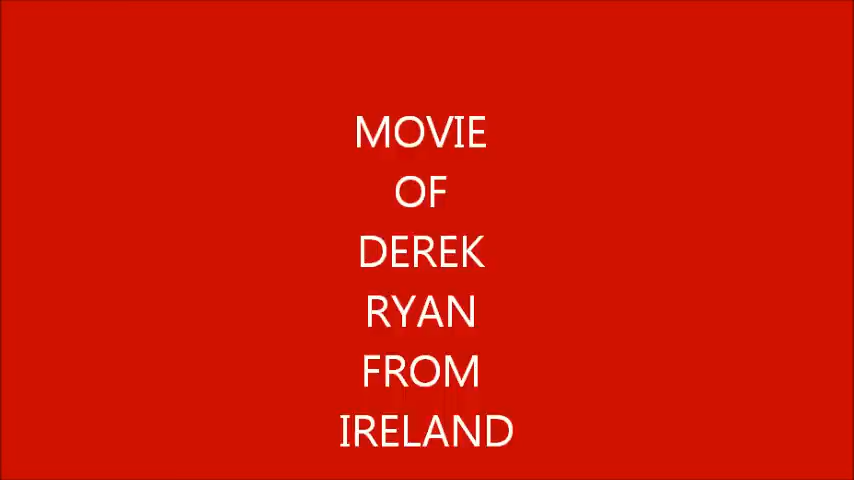 MOVIE
OF
DEREK
RYAN
FROM
IRELAND